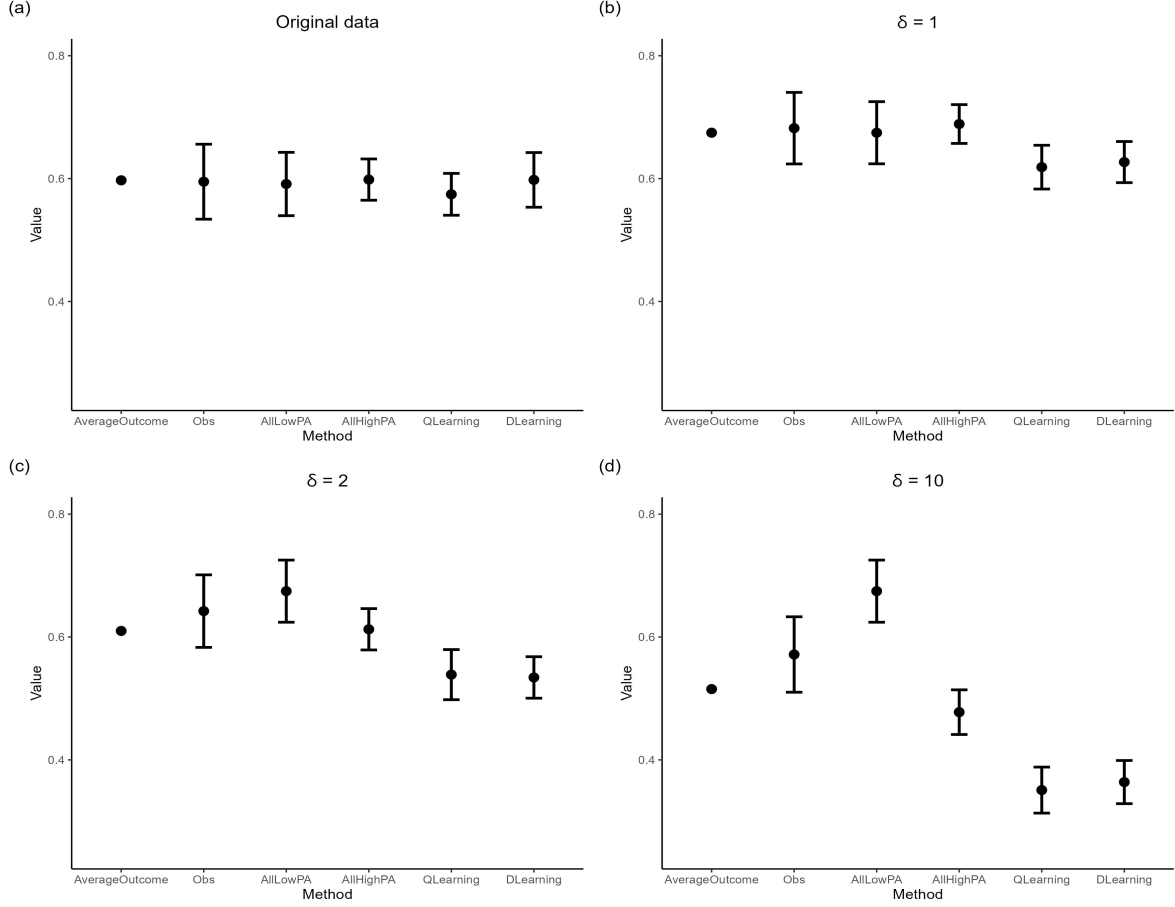 (a)
Original data
0.8
0.6
0.4
Value
AverageOutcome Obs AllLowPA AllHighPA QLearning DLearning
Method
(b)
δ = 1
0.8
0.6
0.4
Value
AverageOutcome Obs AllLowPA AllHighPA QLearning DLearning
Method
(c)
δ = 2
0.8
0.6
0.4
Value
AverageOutcome Obs AllLowPA AllHighPA QLearning DLearning
Method
(d)
δ = 10
0.8
0.6
0.4
Value
AverageOutcome Obs AllLowPA AllHighPA QLearning DLearning
Method